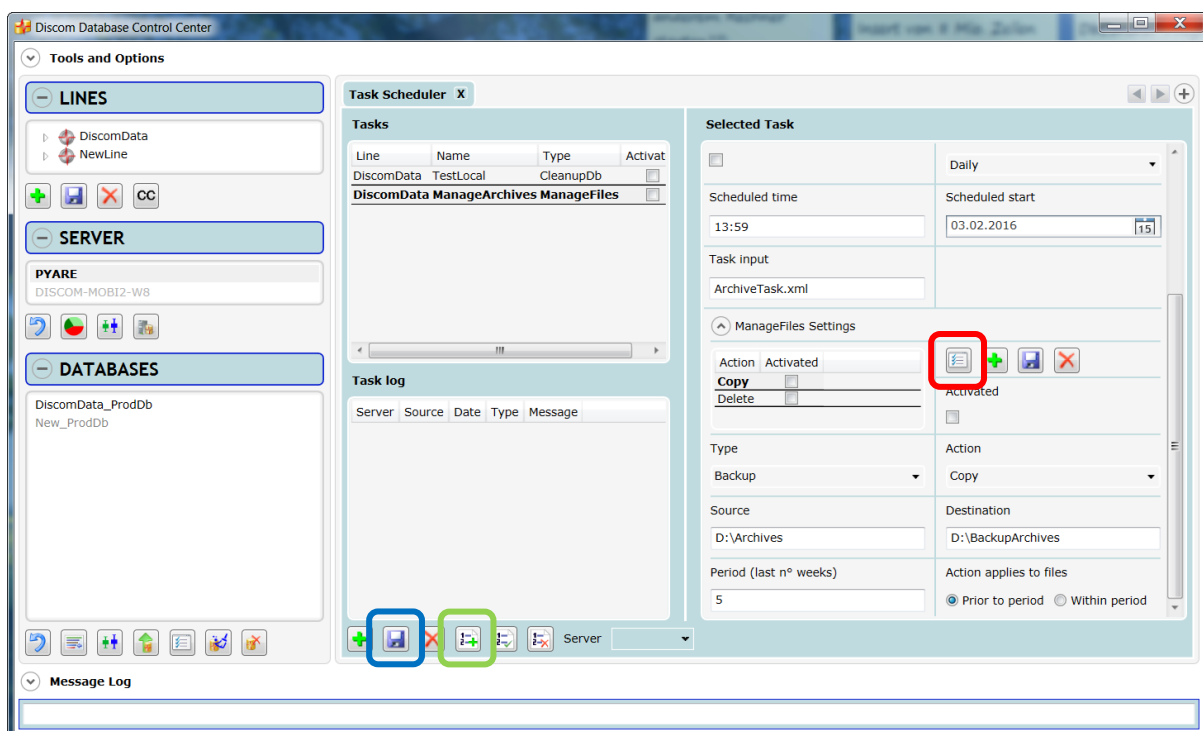 Discom Database Control Center
Tools and Options
LINES
DiscomData
NewLine
CC
SERVER
PYARE
DISCOM-MOBI2-W8
DATABASES
DiscomData_ProdDb
New_ProdDb
Task Scheduler X
Tasks
Line Name Type Activat
DiscomData TestLocal CleanupDb
DiscomData ManageArchives ManageFiles
Task log
Server Source Date Type Message
Server
Selected Task
Daily
Scheduled time Scheduled start
13:59 03.02.2016 15
Task input
ArchiveTask.xml
ManageFiles Settings
Action Activated
Copy
Delete
Activated
Type Action
Backup Copy
Source Destination
D:\Archives D:\BackupArchives
Period (last n° weeks) Action applies to files
5 Prior to period Within period
Message Log